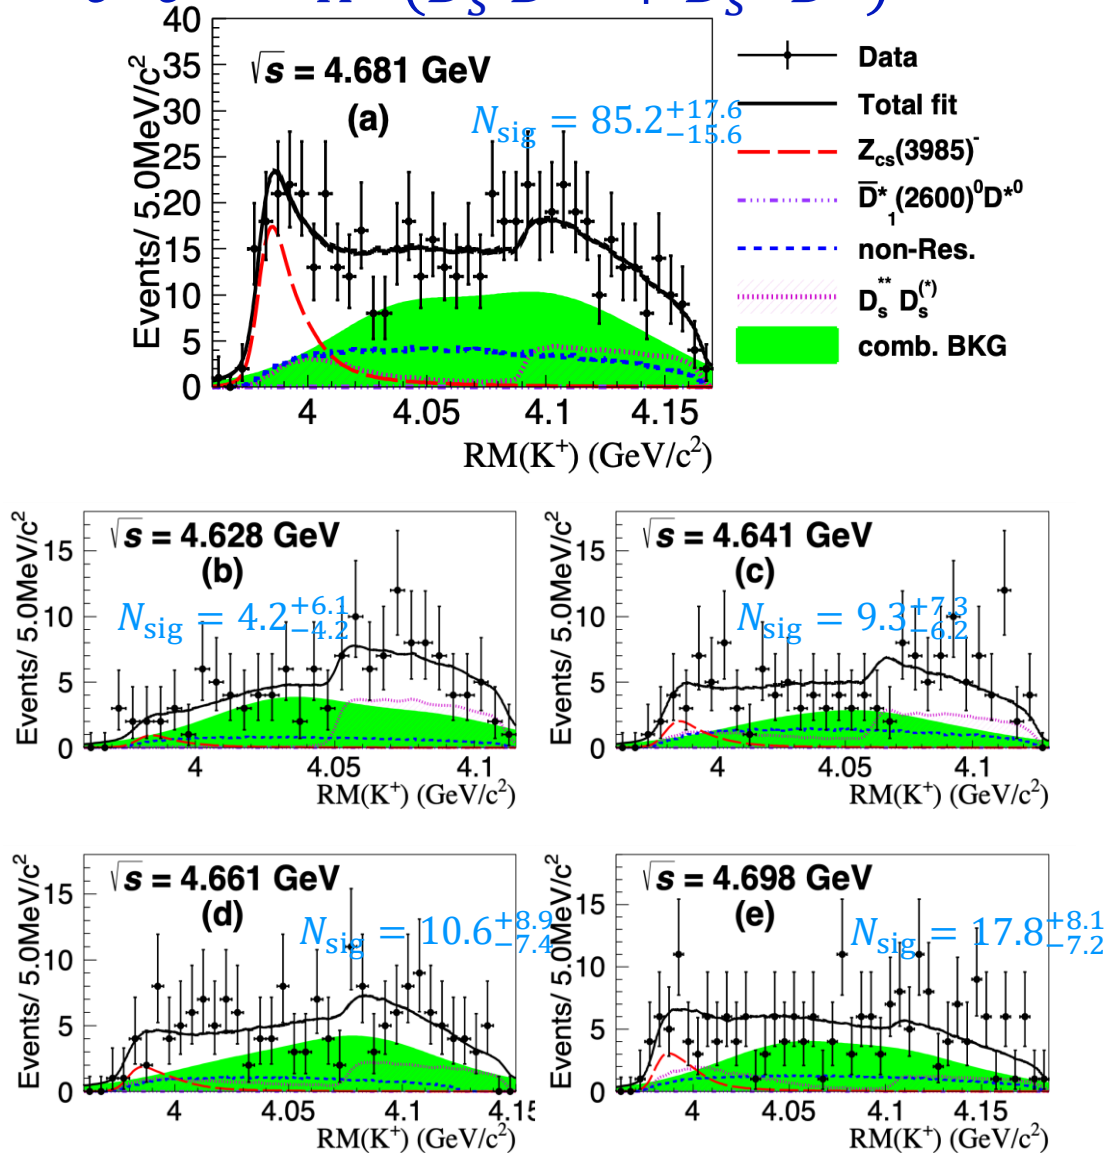 40
35
30
25
20
15
10
5
0
Events/ 5.0MeV/c²
√s = 4.681 GeV
(a)
N_sig = 85.2^{+17.6}_{-15.6}
4 4.05 4.1 4.15
RM(K⁺) (GeV/c²)
Data
Total fit
Z_cs(3985)⁻
D̄*₁(2600)⁰D*⁰
non-Res.
D_s** D_s^(*)
comb. BKG
15
10
5
0
Events/ 5.0MeV/c²
√s = 4.628 GeV
(b)
N_sig = 4.2^{+6.1}_{-4.2}
4 4.05 4.1
RM(K⁺) (GeV/c²)
15
10
5
0
Events/ 5.0MeV/c²
√s = 4.641 GeV
(c)
N_sig = 9.3^{+7.3}_{-6.2}
4 4.05 4.1
RM(K⁺) (GeV/c²)
15
10
5
0
Events/ 5.0MeV/c²
√s = 4.661 GeV
(d)
N_sig = 10.6^{+8.9}_{-7.4}
4 4.05 4.1 4.15
RM(K⁺) (GeV/c²)
15
10
5
0
Events/ 5.0MeV/c²
√s = 4.698 GeV
(e)
N_sig = 17.8^{+8.1}_{-7.2}
4 4.05 4.1 4.15
RM(K⁺) (GeV/c²)